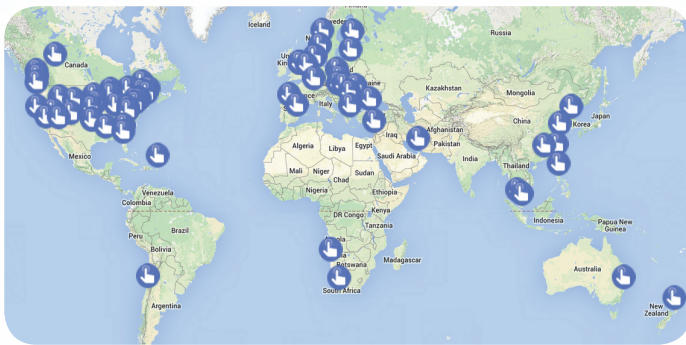 Iceland
Russia
Canada
Kazakhstan
Mongolia
Italy
China
Japan
Korea
Iraq
Afghanistan
Pakistan
Algeria
Libya
Egypt
Saudi Arabia
India
Thailand
Mexico
Mali
Niger
Chad
Sudan
Nigeria
Ethiopia
Venezuela
Colombia
Kenya
DR Congo
Indonesia
Papua New
Guinea
Tanzania
Peru
Brazil
Bolivia
Botswana
Madagascar
Australia
South Africa
Argentina
New
Zealand